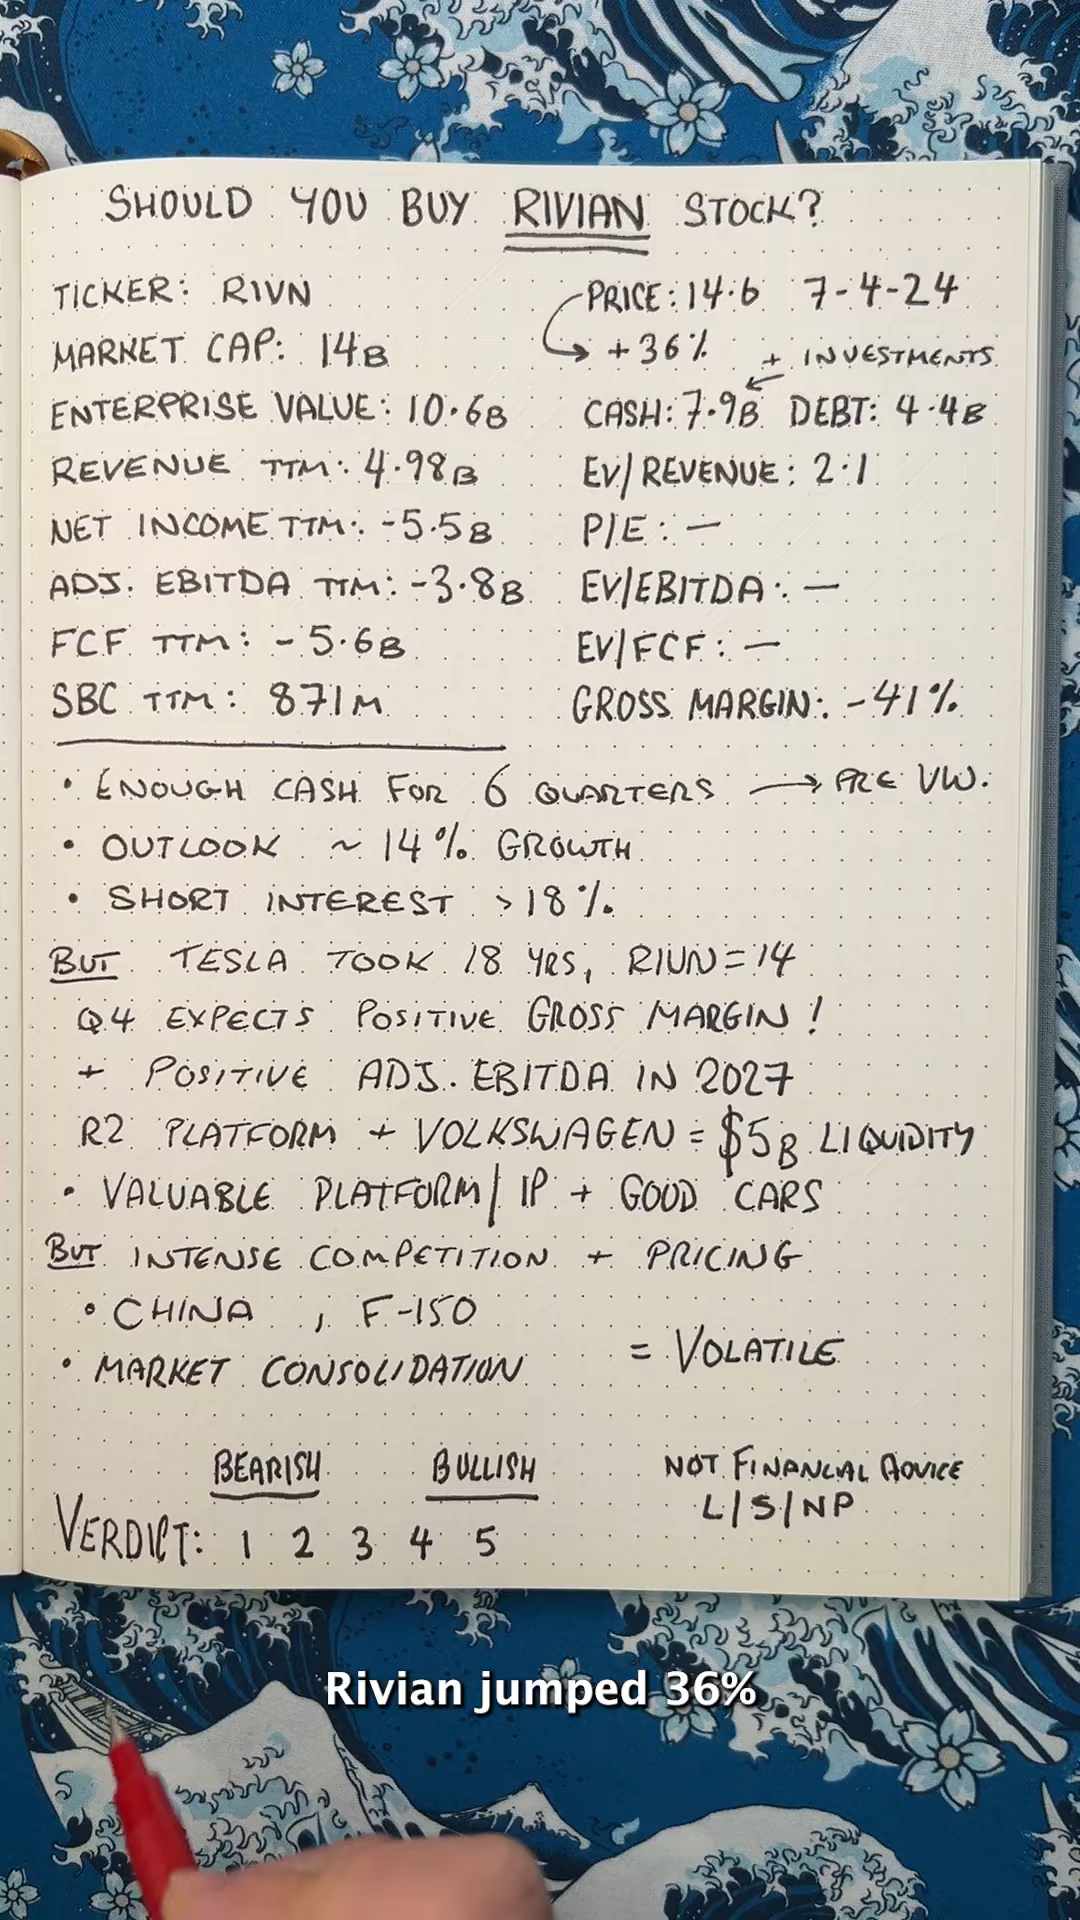 SHOULD YOU BUY RIVIAN STOCK?
TICKER: RIVN PRICE: 14.6 7-4-24
MARKET CAP: 14B +36% + INVESTMENTS
ENTERPRISE VALUE: 10.6B CASH: 7.9B DEBT: 4.4B
REVENUE TTM: 4.98B EV/REVENUE: 2.1
NET INCOME TTM: -5.5B P/E: —
ADJ. EBITDA TTM: -3.8B EV/EBITDA: —
FCF TTM: -5.6B EV/FCF: —
SBC TTM: 871M GROSS MARGIN: -41%
• ENOUGH CASH FOR 6 QUARTERS → PRE VW.
• OUTLOOK ~ 14% GROWTH
• SHORT INTEREST >18%
BUT TESLA TOOK 18 YRS, RIVN = 14
Q4 EXPECTS POSITIVE GROSS MARGIN!
+ POSITIVE ADJ. EBITDA IN 2027
R2 PLATFORM + VOLKSWAGEN = $5B LIQUIDITY
• VALUABLE PLATFORM/IP + GOOD CARS
BUT INTENSE COMPETITION + PRICING
• CHINA, F-150
• MARKET CONSOLIDATION = VOLATILE
BEARISH BULLISH NOT FINANCIAL ADVICE
L/S/NP
VERDICT: 1 2 3 4 5
Rivian jumped 36%